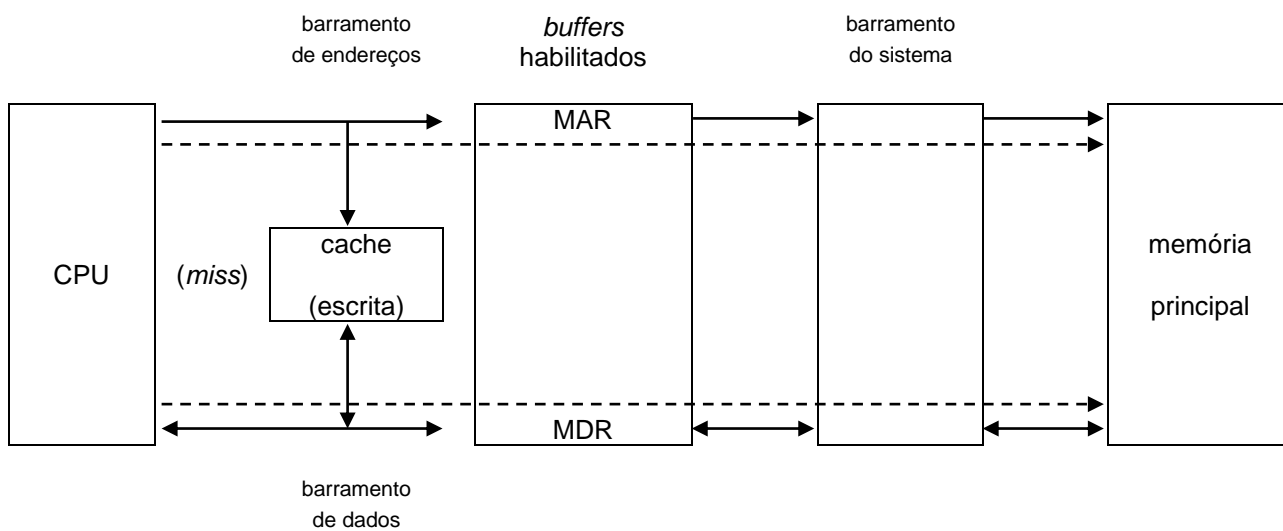 barramento
de endereços
buffers
habilitados
barramento
do sistema
MAR
CPU
(miss)
cache
(escrita)
memória
principal
MDR
barramento
de dados